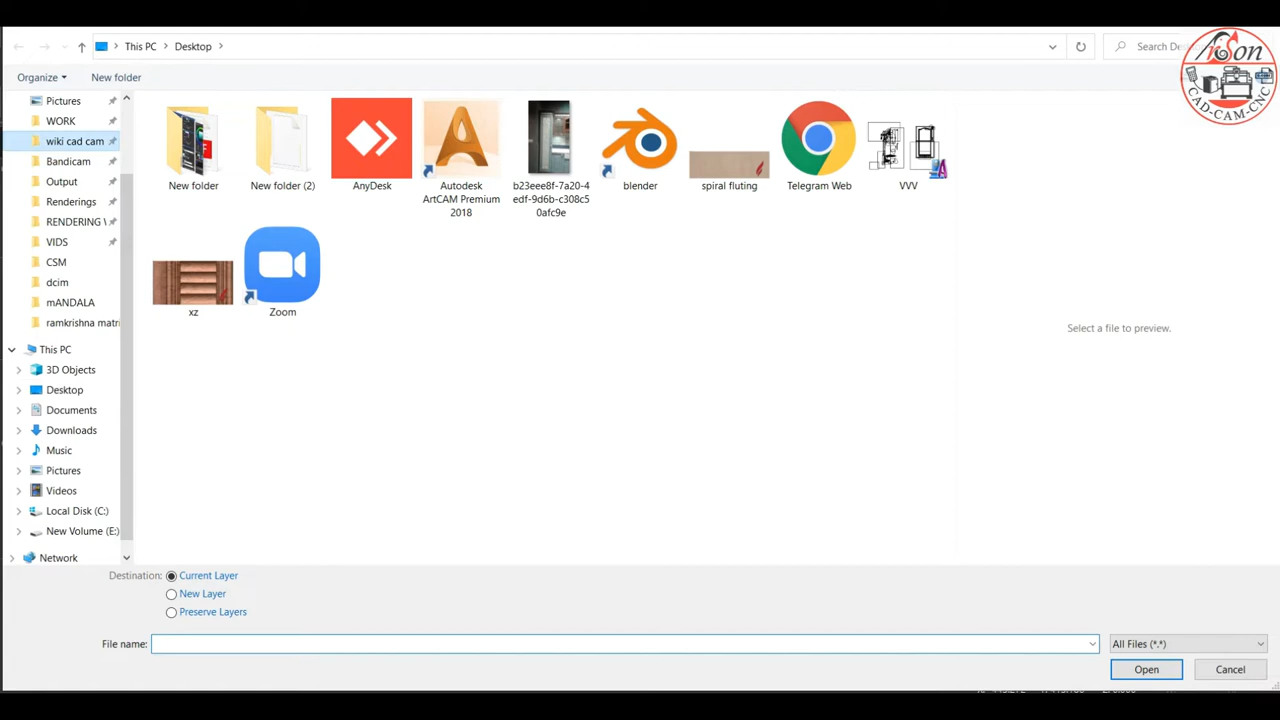 This PC > Desktop >
Search De
Organize
New folder
Pictures
WORK
wiki cad cam
Bandicam
Output
Renderings
RENDERING
VIDS
CSM
dcim
mANDALA
ramkrishna matr
This PC
3D Objects
Desktop
Documents
Downloads
Music
Pictures
Videos
Local Disk (C:)
New Volume (E:)
Network
New folder
New folder (2)
AnyDesk
Autodesk
ArtCAM Premium
2018
b23eee8f-7a20-4
edf-9d6b-c308c5
0afc9e
blender
spiral fluting
Telegram Web
VVV
xz
Zoom
Select a file to preview.
Destination:
Current Layer
New Layer
Preserve Layers
File name:
All Files (*.*)
Open
Cancel
CAD-CAM-CNC